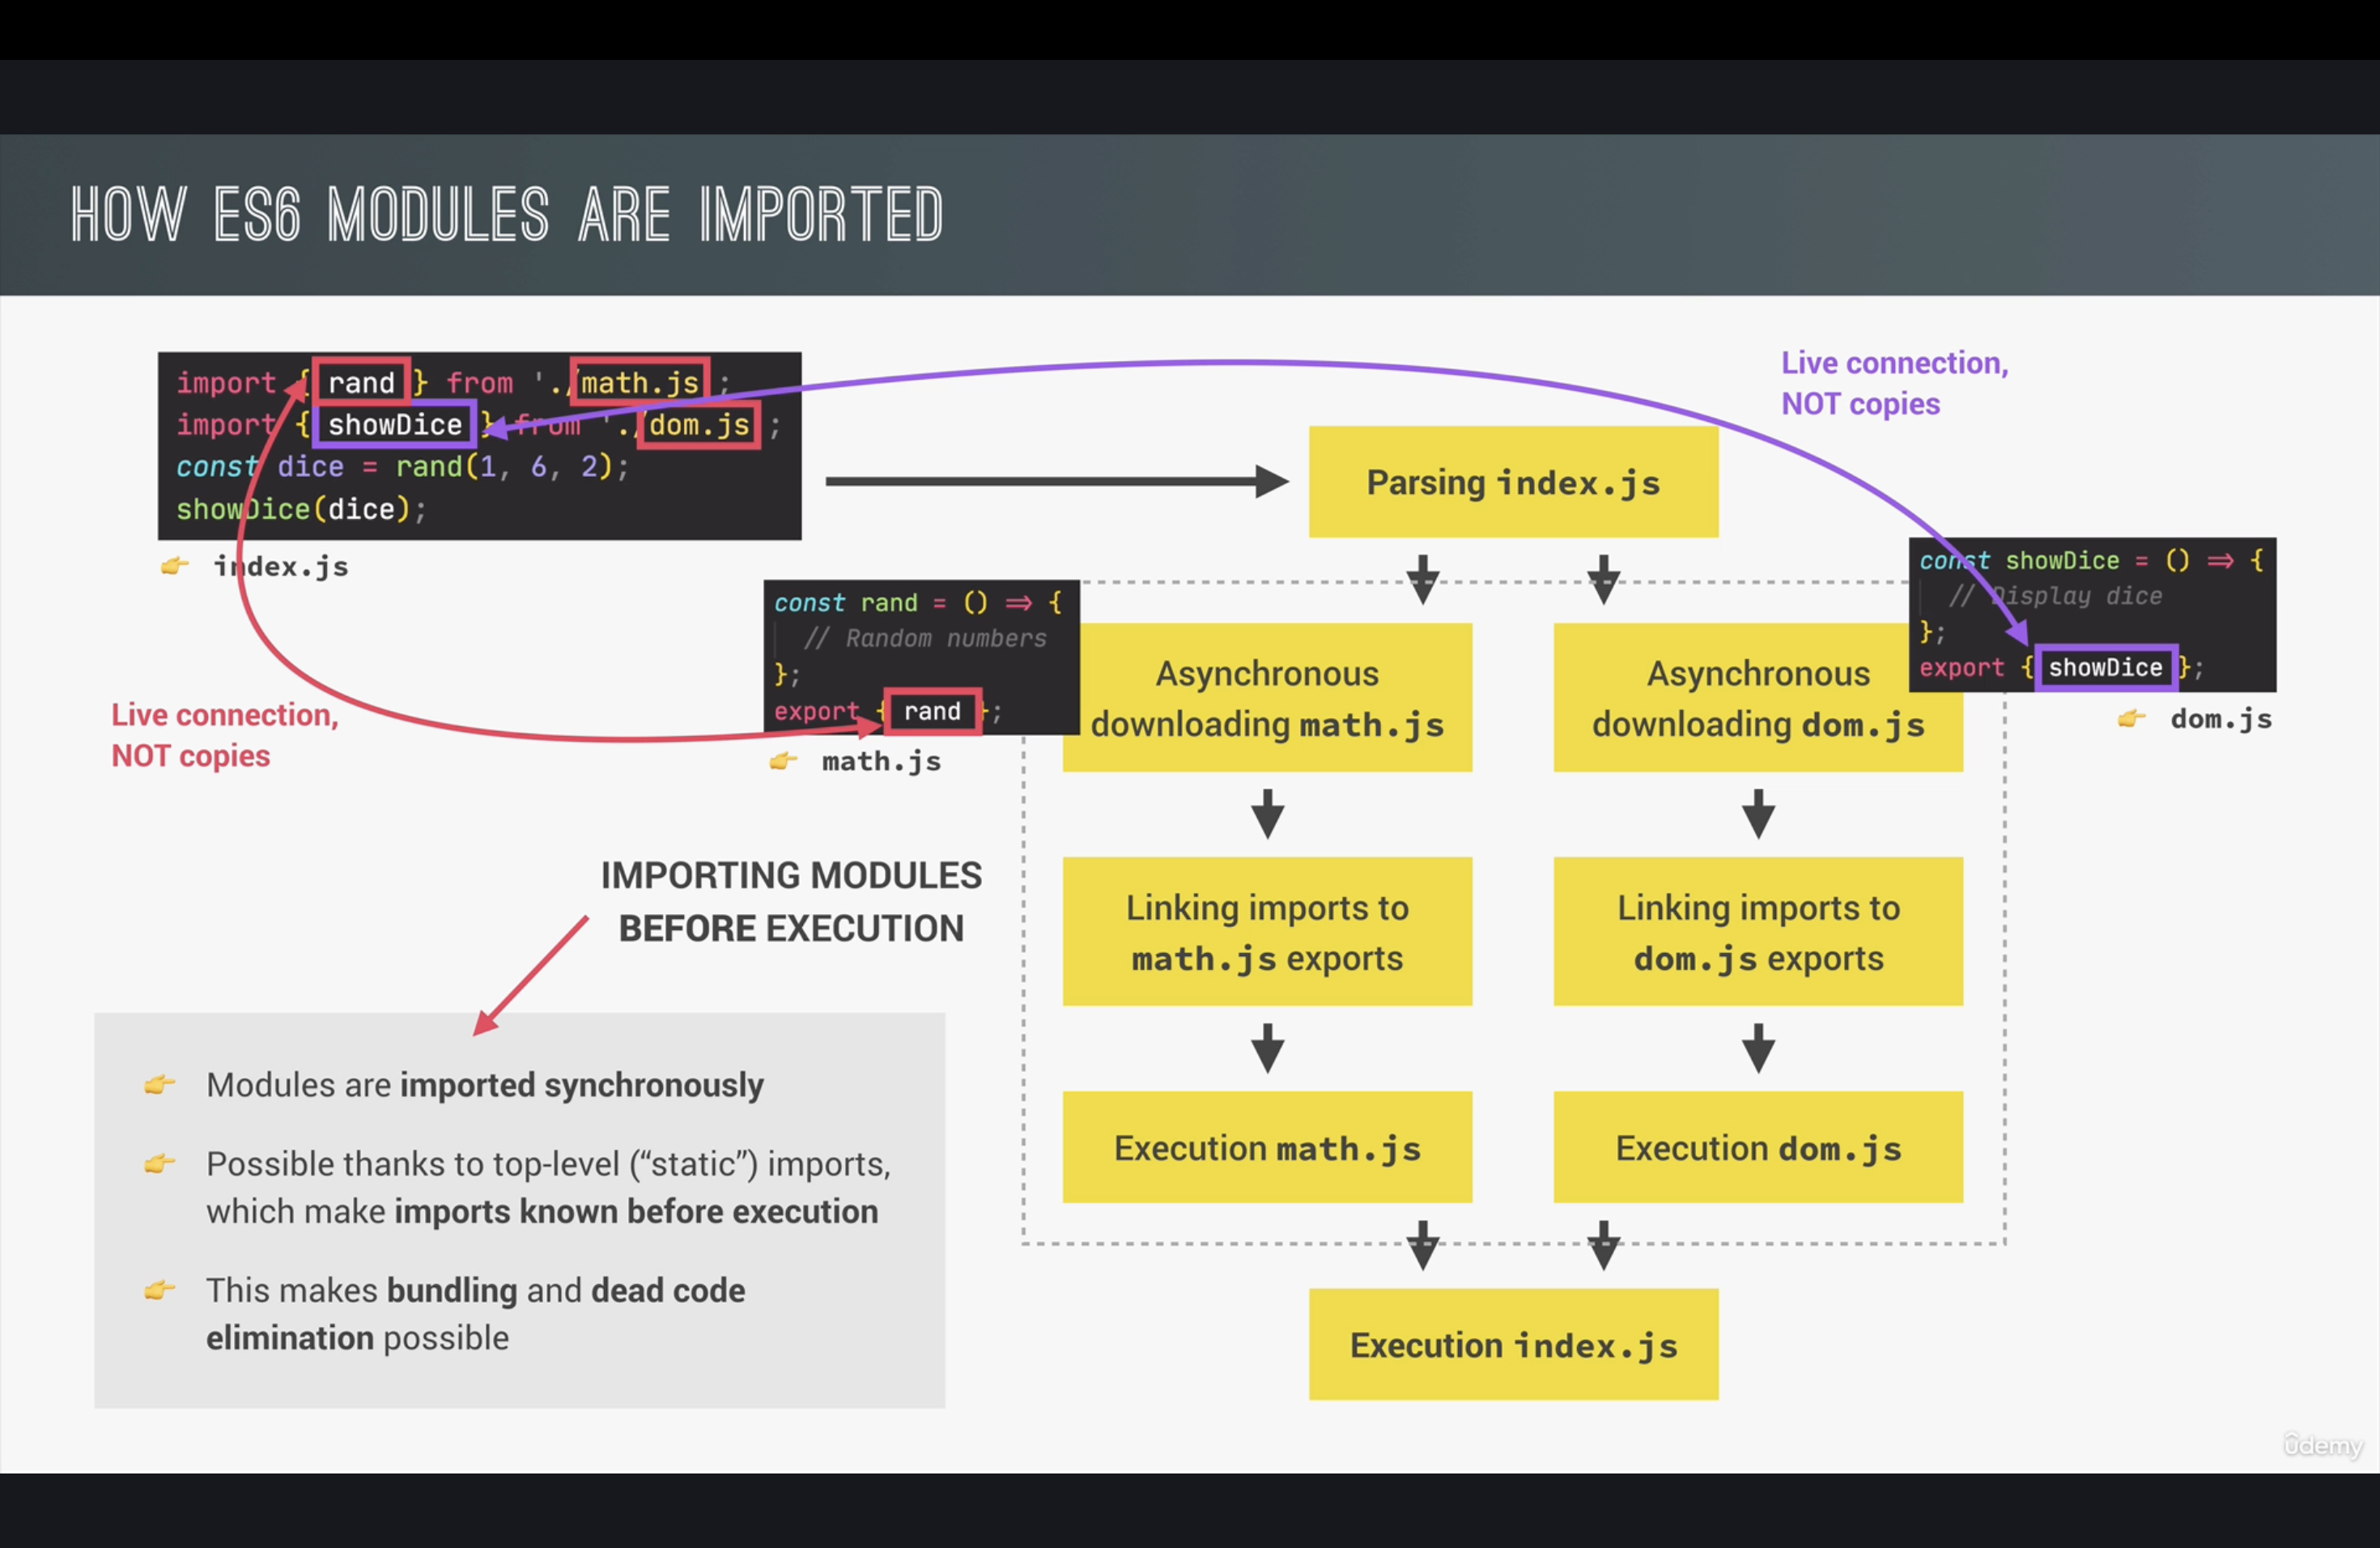 HOW ES6 MODULES ARE IMPORTED
import { rand } from './math.js ;
import { showDice } from './dom.js ;
const dice = rand(1, 6, 2);
showDice(dice);
👉 index.js
Live connection,
NOT copies
Parsing index.js
const rand = () => {
// Random numbers
};
export { rand };
👉 math.js
const showDice = () => {
// Display dice
};
export { showDice };
👉 dom.js
Live connection,
NOT copies
Asynchronous
downloading math.js
Asynchronous
downloading dom.js
Linking imports to
math.js exports
Linking imports to
dom.js exports
Execution math.js
Execution dom.js
Execution index.js
IMPORTING MODULES
BEFORE EXECUTION
👉 Modules are imported synchronously
👉 Possible thanks to top-level (“static”) imports,
which make imports known before execution
👉 This makes bundling and dead code
elimination possible
ûdemy